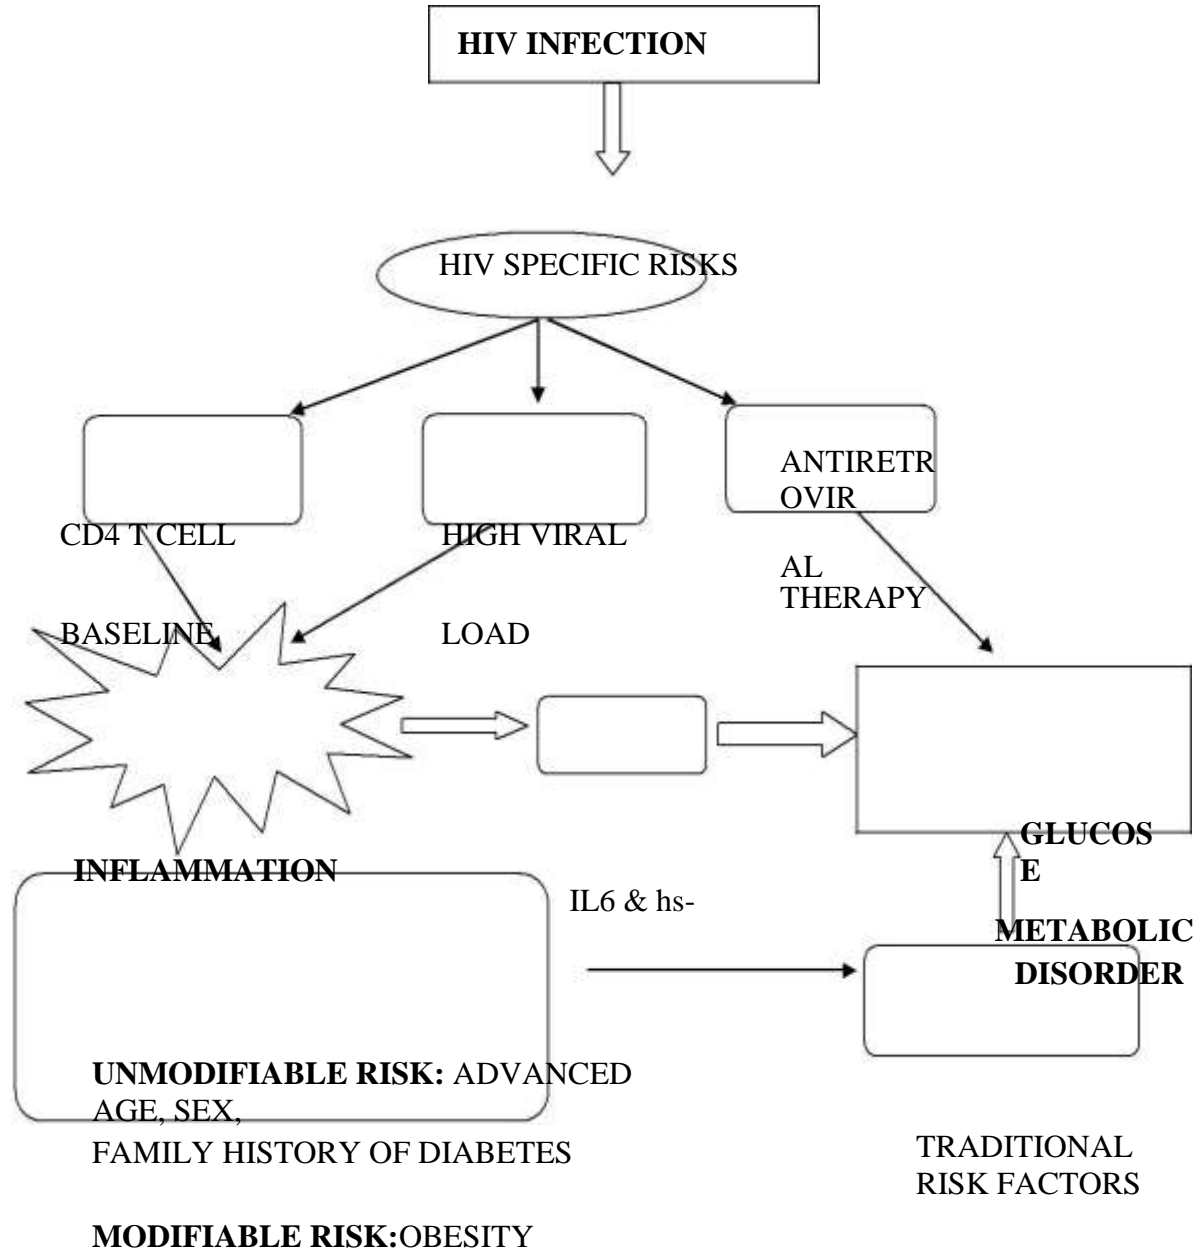 HIV INFECTION
HIV SPECIFIC RISKS
ANTIRETR
OVIR
CD4 T CELL
HIGH VIRAL
AL
THERAPY
BASELINE
LOAD
GLUCOS
E
INFLAMMATION
IL6 & hs-
METABOLIC
DISORDER
UNMODIFIABLE RISK: ADVANCED
AGE, SEX,
FAMILY HISTORY OF DIABETES
TRADITIONAL
RISK FACTORS
MODIFIABLE RISK:OBESITY